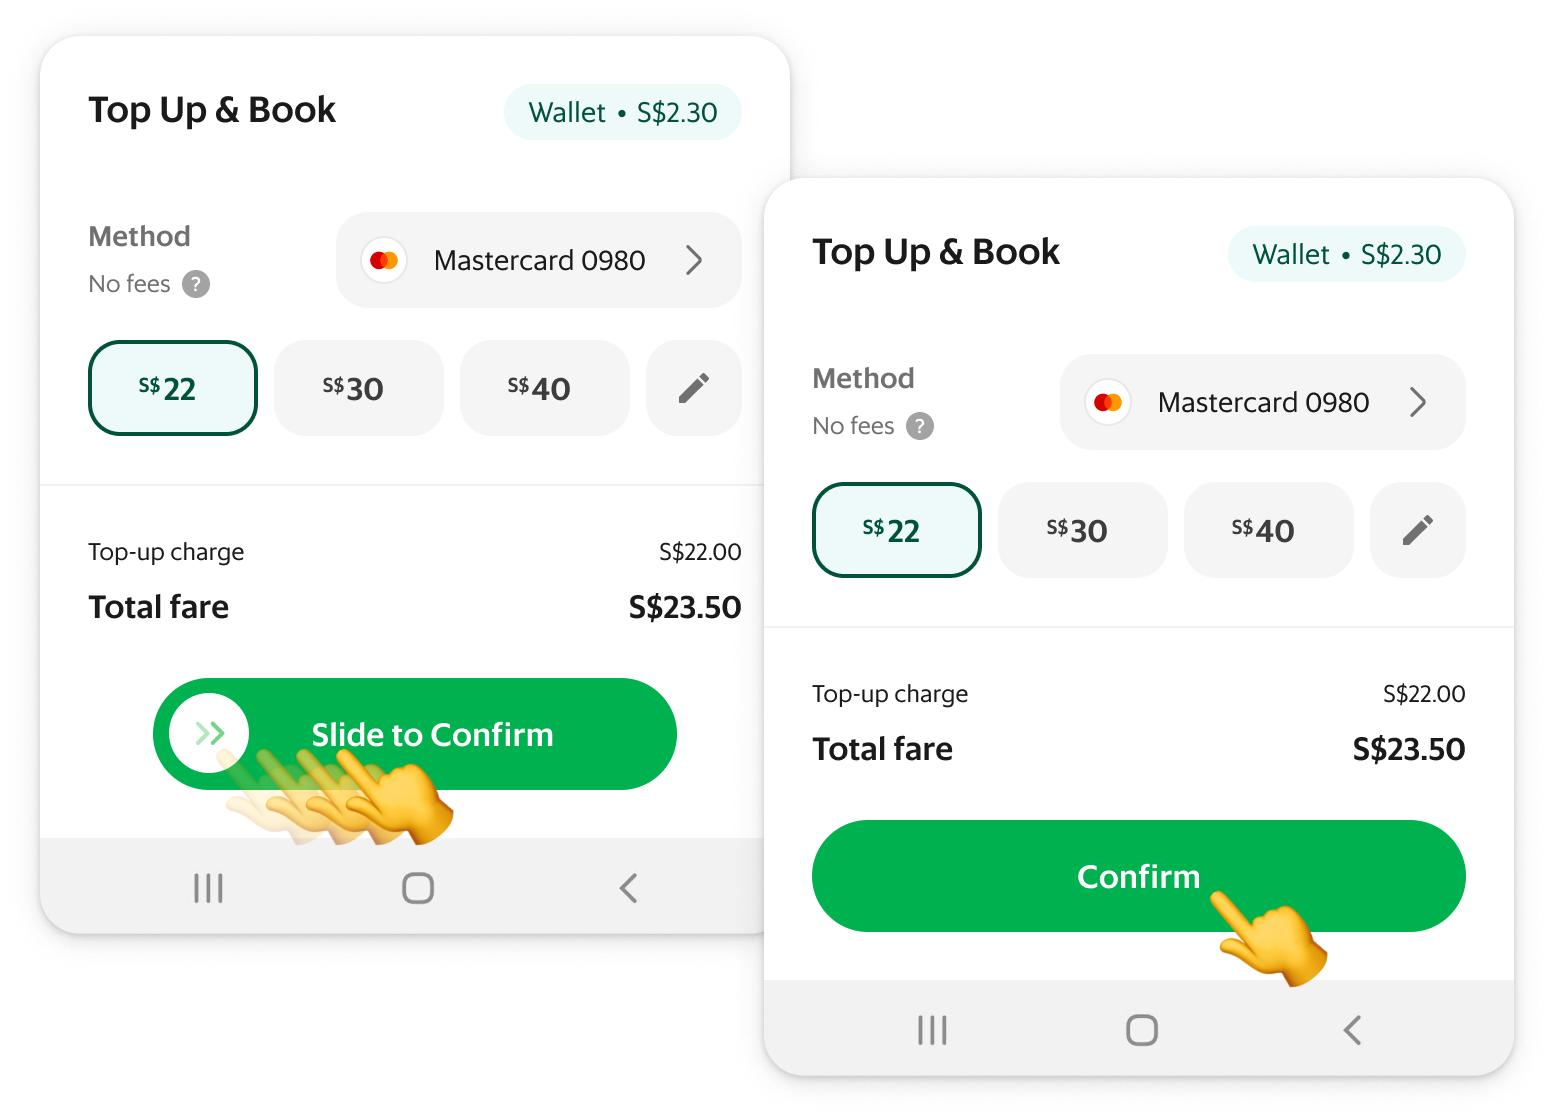 Top Up & Book
Wallet • S$2.30
Method
No fees ?
Mastercard 0980
S$22
S$30
S$40
Top-up charge
S$22.00
Total fare
S$23.50
Slide to Confirm
Top Up & Book
Wallet • S$2.30
Method
No fees ?
Mastercard 0980
S$22
S$30
S$40
Top-up charge
S$22.00
Total fare
S$23.50
Confirm